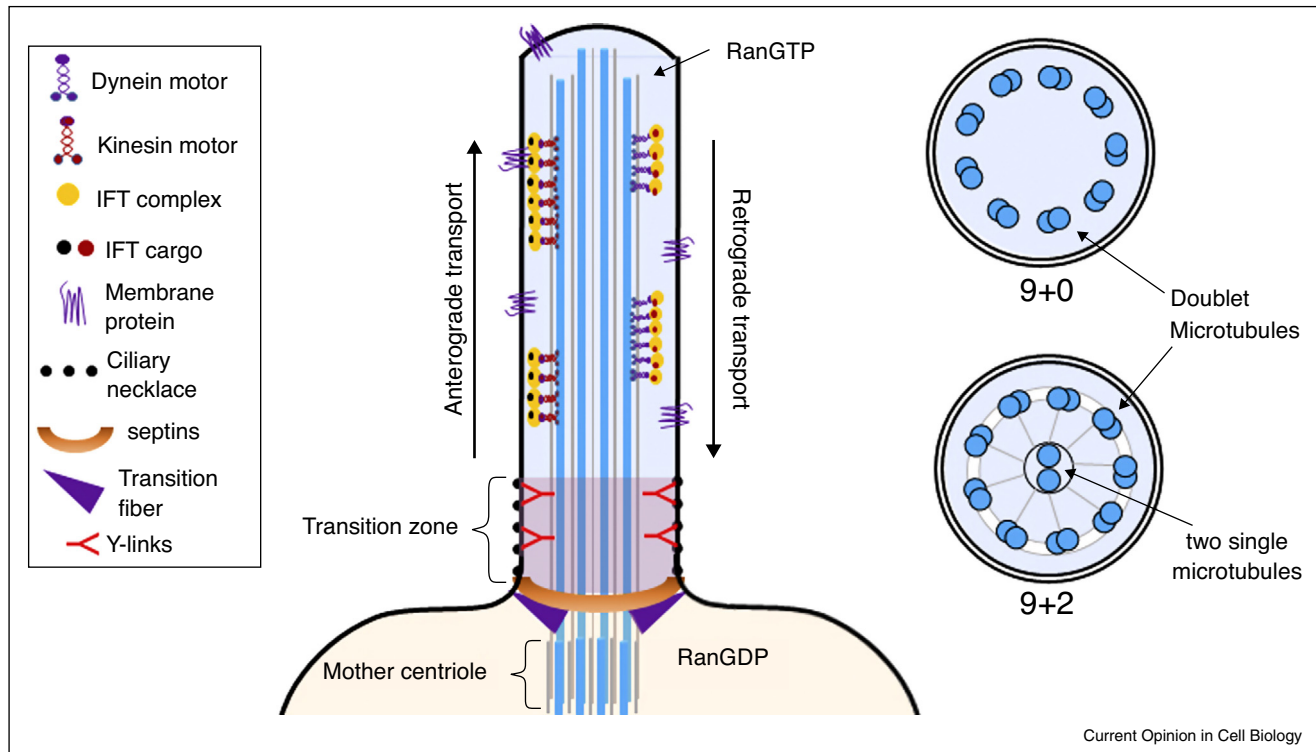 Dynein motor
Kinesin motor
IFT complex
IFT cargo
Membrane
protein
Ciliary
necklace
septins
Transition
fiber
Y-links
Anterograde transport
Retrograde transport
RanGTP
Transition zone
Mother centriole
RanGDP
9+0
Doublet
Microtubules
two single
microtubules
9+2
Current Opinion in Cell Biology